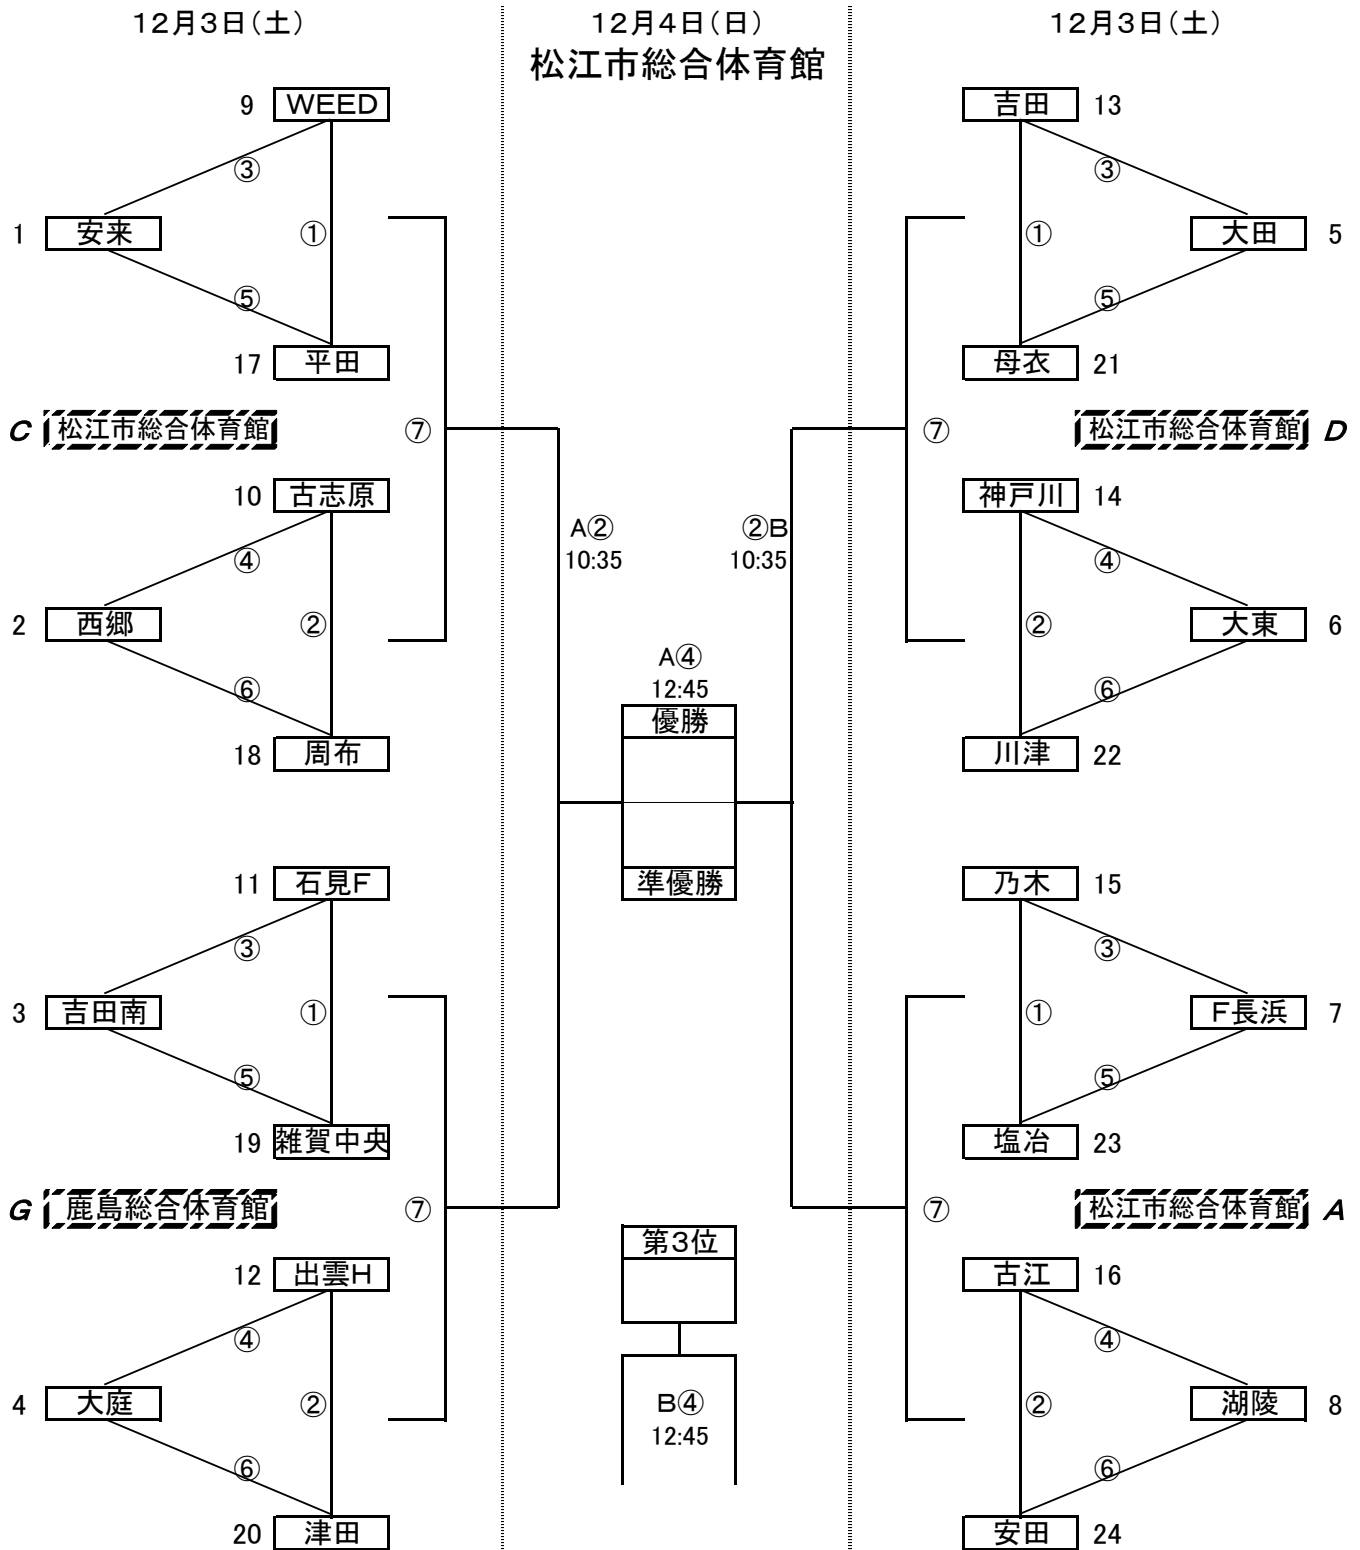 12月3日(土)
12月4日(日)
12月3日(土)
松江市総合体育館
9 WEED
吉田 13
③
③
1 安来
①
①
大田 5
⑤
⑤
17 平田
母衣 21
C 松江市総合体育館
⑦
⑦
松江市総合体育館 D
10 古志原
神戸川 14
A②
10:35
②B
10:35
④
④
2 西郷
②
②
大東 6
A④
12:45
⑥
⑥
優勝
18 周布
川津 22
11 石見F
準優勝
乃木 15
③
③
3 吉田南
①
①
F長浜 7
⑤
⑤
19 雑賀中央
塩冶 23
G 鹿島総合体育館
⑦
⑦
松江市総合体育館 A
第3位
12 出雲H
古江 16
④
④
4 大庭
②
B④
12:45
②
湖陵 8
⑥
⑥
20 津田
安田 24